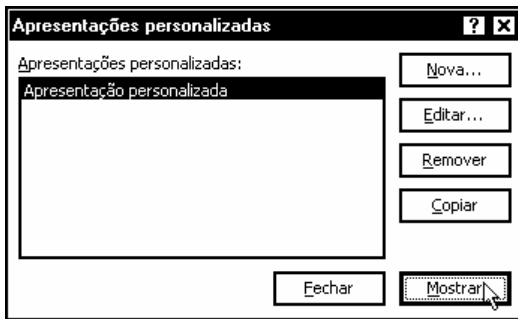 Apresentações personalizadas
Apresentações personalizadas:
Apresentação personalizada
Nova...
Editar...
Remover
Copiar
Fechar
Mostrar